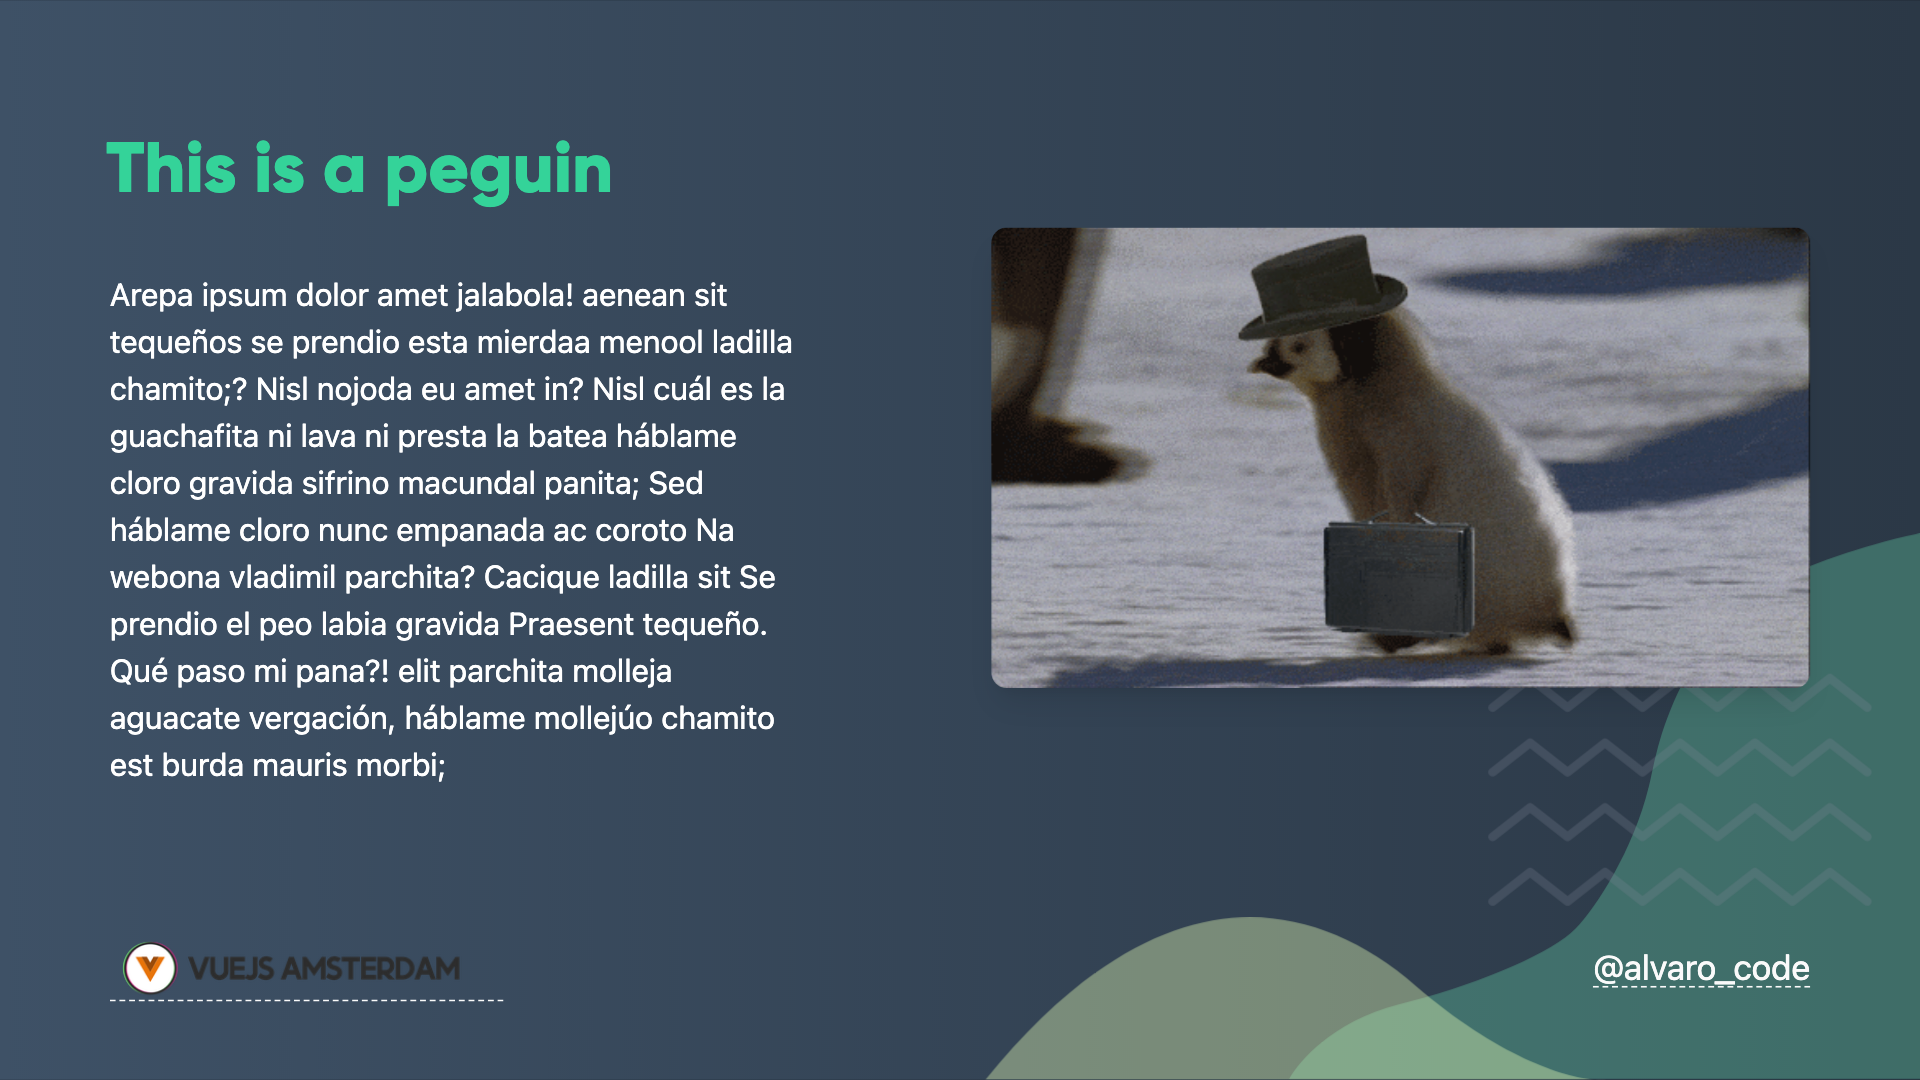 This is a peguin
Arepa ipsum dolor amet jalabola! aenean sit
tequeños se prendio esta mierdaa menool ladilla
chamito;? Nisl nojoda eu amet in? Nisl cuál es la
guachafita ni lava ni presta la batea háblame
cloro gravida sifrino macundal panita; Sed
háblame cloro nunc empanada ac coroto Na
webona vladimil parchita? Cacique ladilla sit Se
prendio el peo labia gravida Praesent tequeño.
Qué paso mi pana?! elit parchita molleja
aguacate vergación, háblame mollejúo chamito
est burda mauris morbi;
VUEJS AMSTERDAM
@alvaro_code